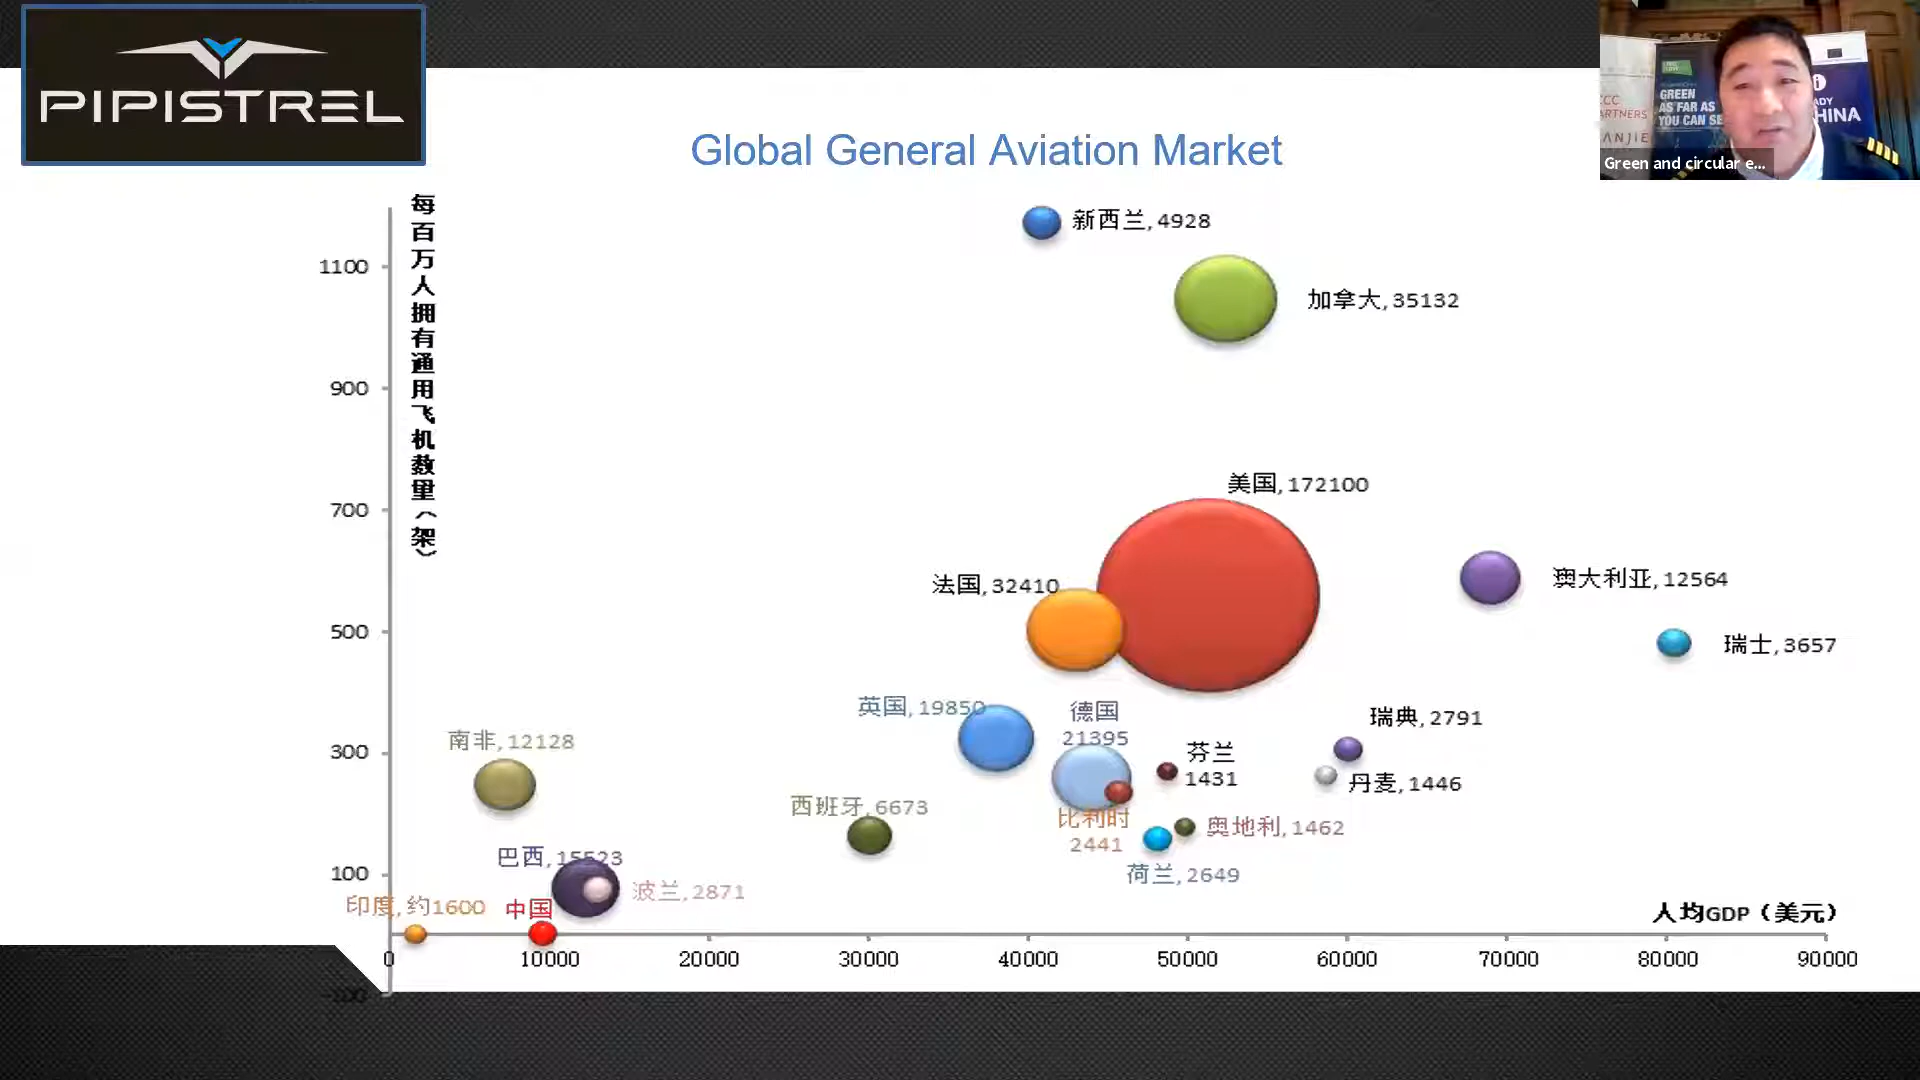 PIPISTREL
CCC
PARTNERS
GREEN
AS FAR AS
YOU CAN SE
ADY
HINA
ANJIE
Green and circular e...
Global General Aviation Market
每百万人拥有通用飞机数量（架）
1100
900
700
500
300
100
-100
新西兰, 4928
加拿大, 35132
美国, 172100
法国, 32410
澳大利亚, 12564
瑞士, 3657
英国, 19850
德国
21395
瑞典, 2791
南非, 12128
芬兰
1431
丹麦, 1446
西班牙, 6673
比利时
2441
奥地利, 1462
巴西, 15523
荷兰, 2649
波兰, 2871
印度, 约1600
中国
人均GDP（美元）
0 10000 20000 30000 40000 50000 60000 70000 80000 90000